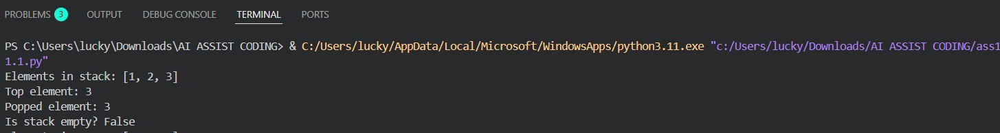 PROBLEMS 3 OUTPUT DEBUG CONSOLE TERMINAL PORTS
PS C:\Users\lucky\Downloads\AI ASSIST CODING> & C:/Users/lucky/AppData/Local/Microsoft/WindowsApps/python3.11.exe "c:/Users/lucky/Downloads/AI ASSIST CODING/ass1
1.1.py"
Elements in stack: [1, 2, 3]
Top element: 3
Popped element: 3
Is stack empty? False